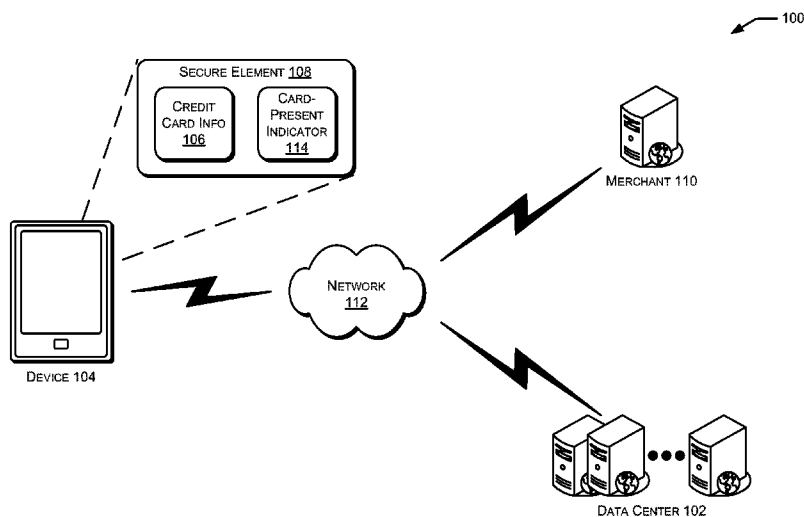 100
SECURE ELEMENT 108
CREDIT
CARD INFO
106
CARD-
PRESENT
INDICATOR
114
MERCHANT 110
NETWORK
112
DEVICE 104
DATA CENTER 102